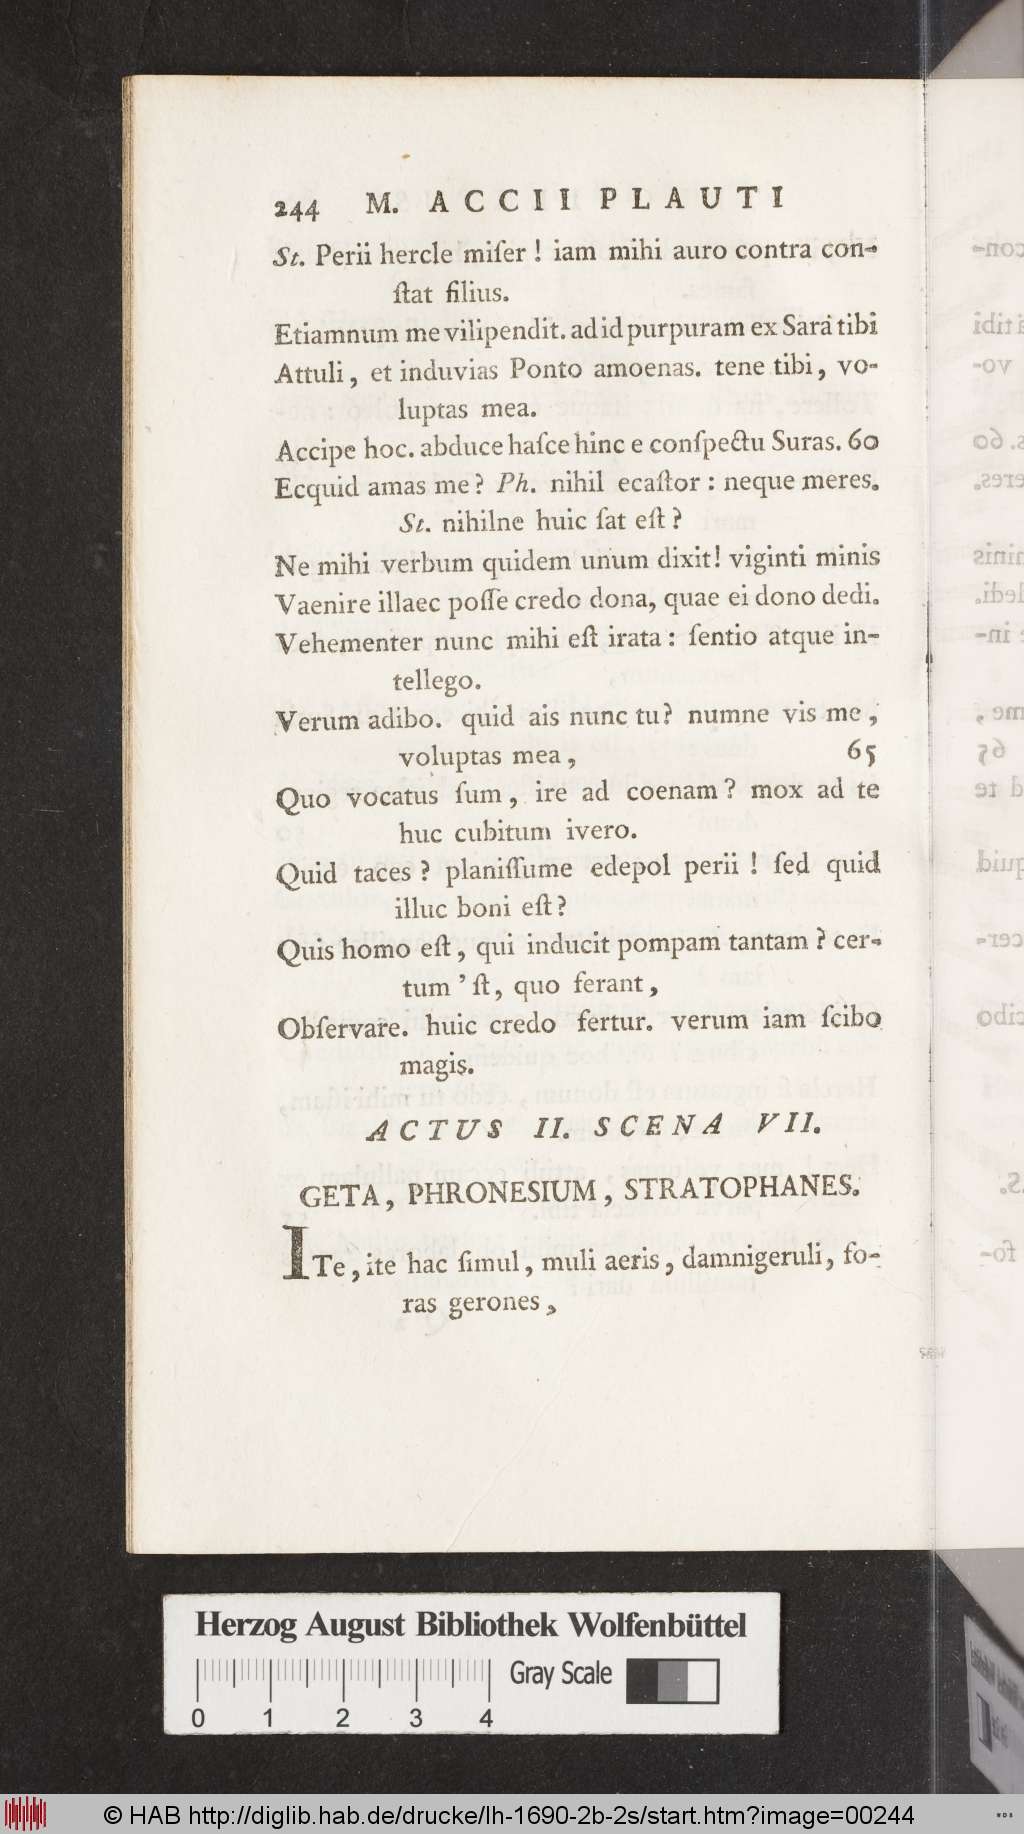 244 M. ACCII PLAUTI
St. Perii hercle miſer ! iam mihi auro contra con-
ſtat filius.
Etiamnum me vilipendit. ad id purpuram ex Sara tibi
Attuli, et induvias Ponto amoenas. tene tibi, vo-
luptas mea.
Accipe hoc. abduce haſce hinc e conſpectu Suras. 60
Ecquid amas me? Ph. nihil ecaſtor : neque meres.
St. nihilne huic ſat eſt ?
Ne mihi verbum quidem unum dixit! viginti minis
Vaenire illaec poſſe credo dona, quae ei dono dedi.
Vehementer nunc mihi eſt irata : ſentio atque in-
tellego.
Verum adibo. quid ais nunc tu? numne vis me,
voluptas mea, 65
Quo vocatus ſum, ire ad coenam? mox ad te
huc cubitum ivero.
Quid taces ? planiſſume edepol perii ! ſed quid
illuc boni eſt?
Quis homo eſt, qui inducit pompam tantam ? cer-
tum 'ſt, quo ferant,
Obſervare. huic credo fertur. verum iam ſcibo
magis.
ACTUS II. SCENA VII.
GETA, PHRONESIUM, STRATOPHANES.
ITe, ite hac ſimul, muli aeris, damnigeruli, fo-
ras gerones,
Herzog August Bibliothek Wolfenbüttel
Gray Scale
0 1 2 3 4
© HAB http://diglib.hab.de/drucke/lh-1690-2b-2s/start.htm?image=00244